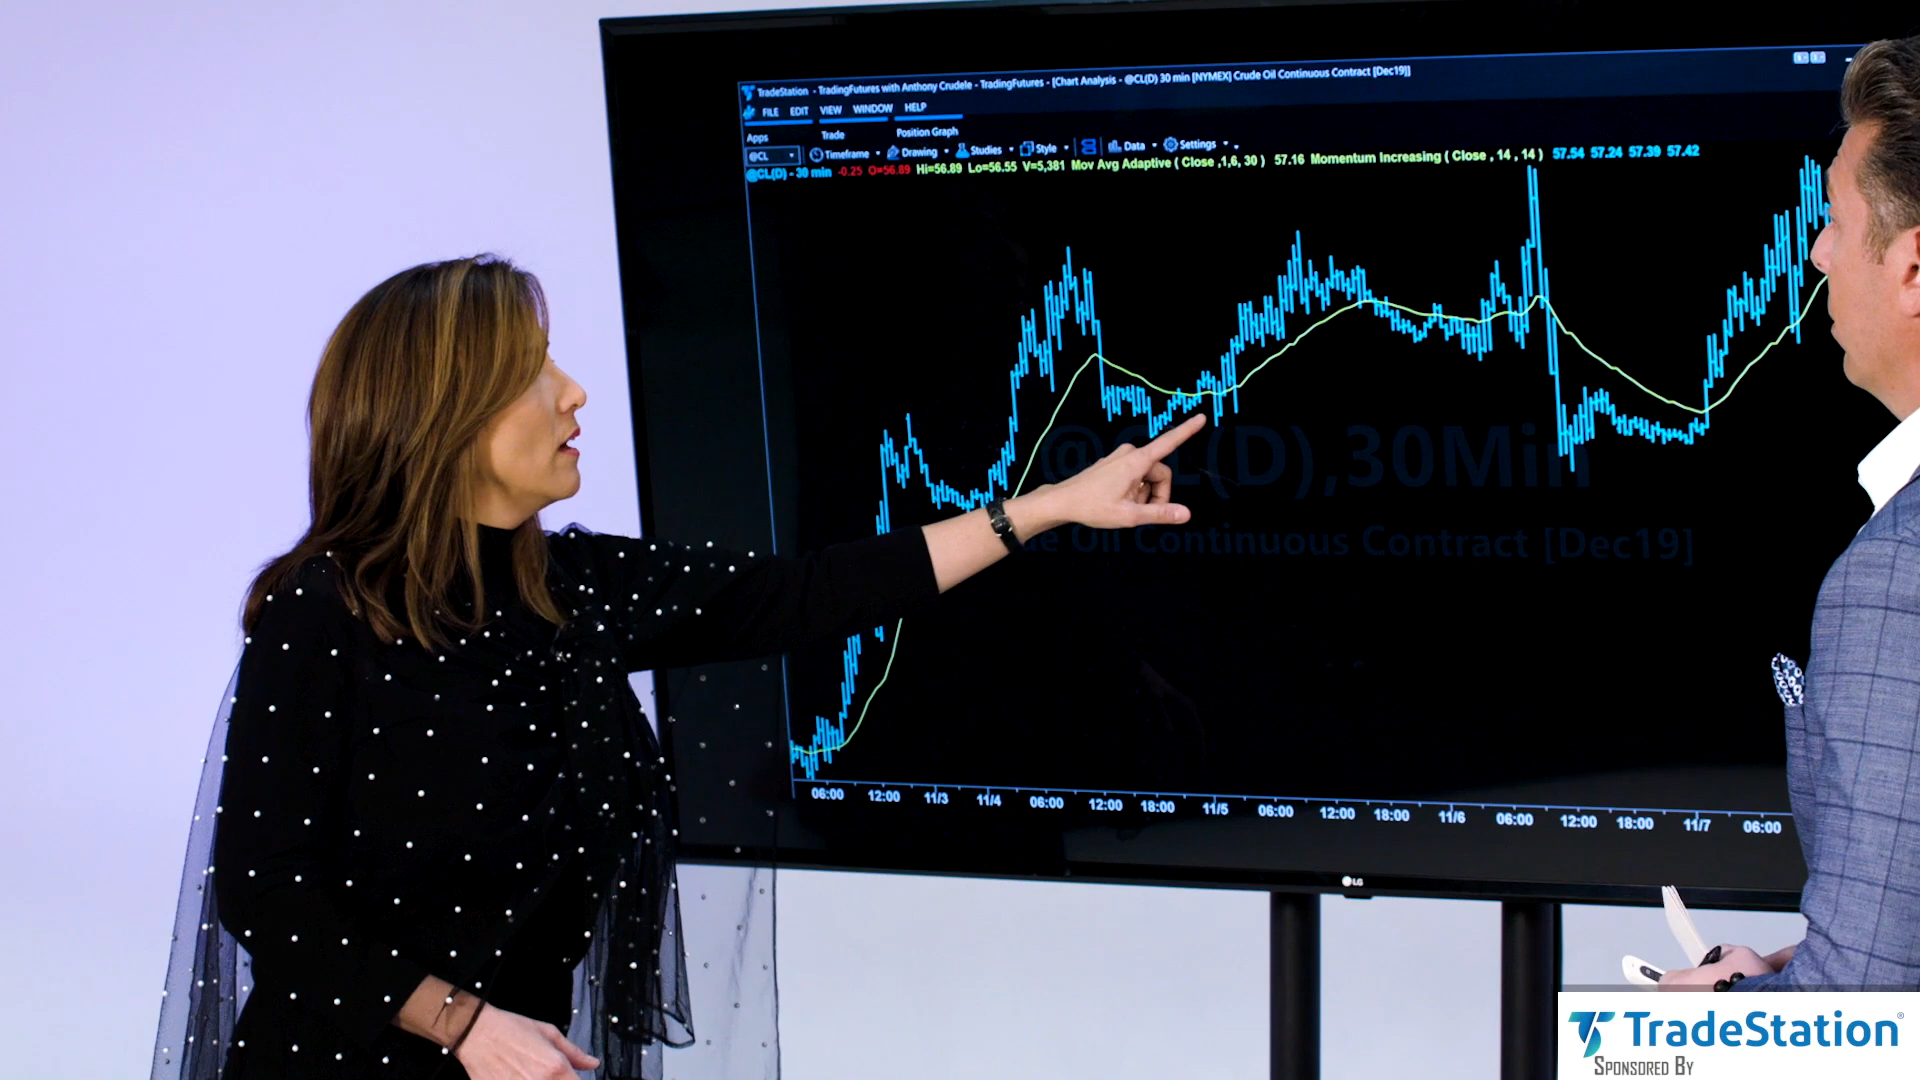 TradeStation - TradingFutures with Anthony Crudele - TradingFutures - [Chart Analysis - @CL(D) 30 min [NYMEX] Crude Oil Continuous Contract [Dec19]]
FILE EDIT VIEW WINDOW HELP
Apps Trade Position Graph
@CL Timeframe Drawing Studies Style Data Settings
@CL(D) - 30 min -0.25 O=56.89 Hi=56.89 Lo=56.55 V=5,381 Mov Avg Adaptive ( Close ,1,6, 30 ) 57.16 Momentum Increasing ( Close , 14 , 14 ) 57.54 57.24 57.39 57.42
@CL(D),30Min
Oil Continuous Contract [Dec19]
06:00 12:00 11/3 11/4 06:00 12:00 18:00 11/5 06:00 12:00 18:00 11/6 06:00 12:00 18:00 11/7 06:00
LG
TradeStation®
SPONSORED BY